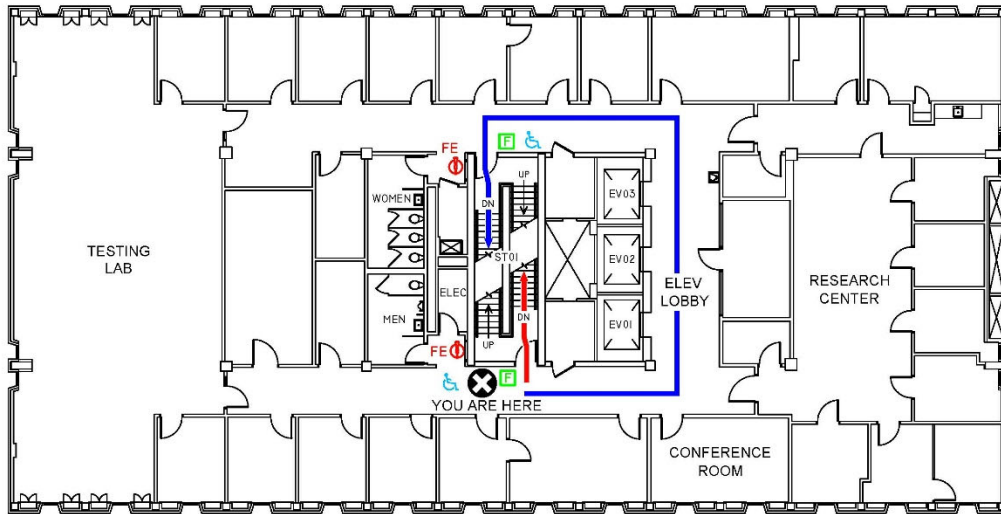 FE
F
UP
WOMEN
DN
EV03
TESTING
LAB
ST01
EV02
ELEV
LOBBY
RESEARCH
CENTER
ELEC
MEN
DN
EV01
UP
FE
F
YOU ARE HERE
CONFERENCE
ROOM